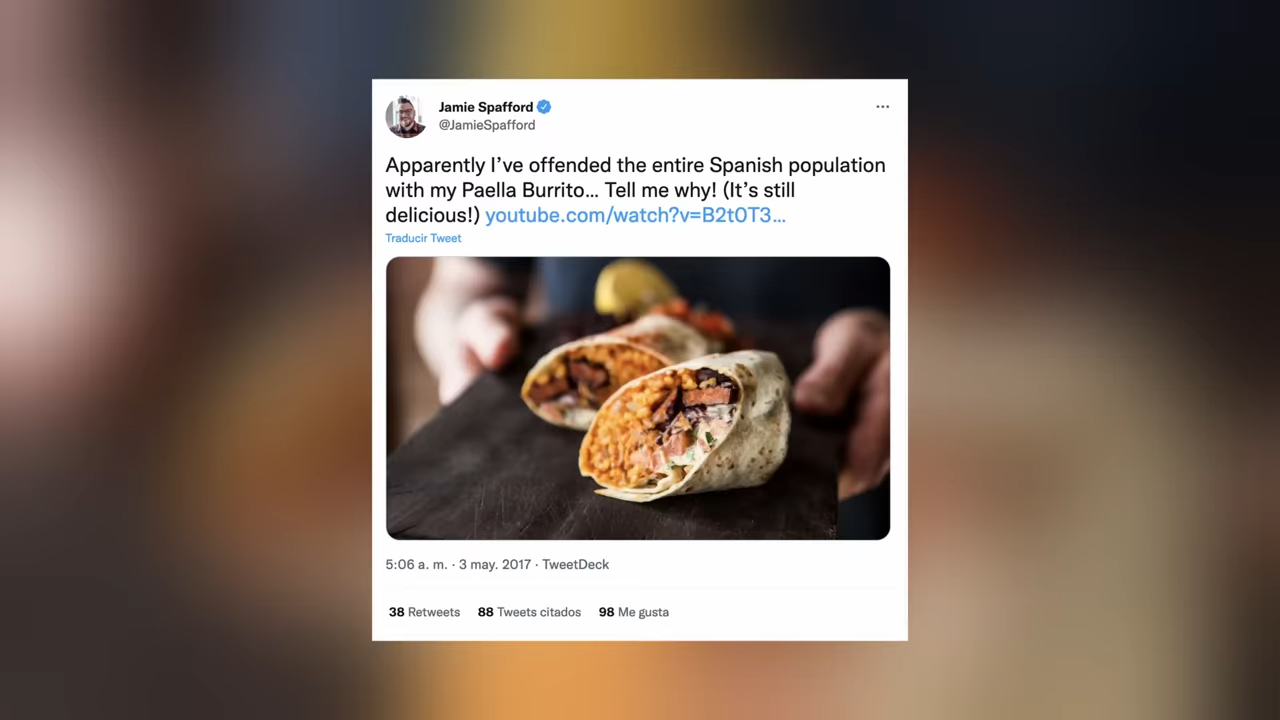 Jamie Spafford
@JamieSpafford
Apparently I’ve offended the entire Spanish population
with my Paella Burrito... Tell me why! (It’s still
delicious!) youtube.com/watch?v=B2t0T3...
Traducir Tweet
5:06 a. m. · 3 may. 2017 · TweetDeck
38 Retweets 88 Tweets citados 98 Me gusta